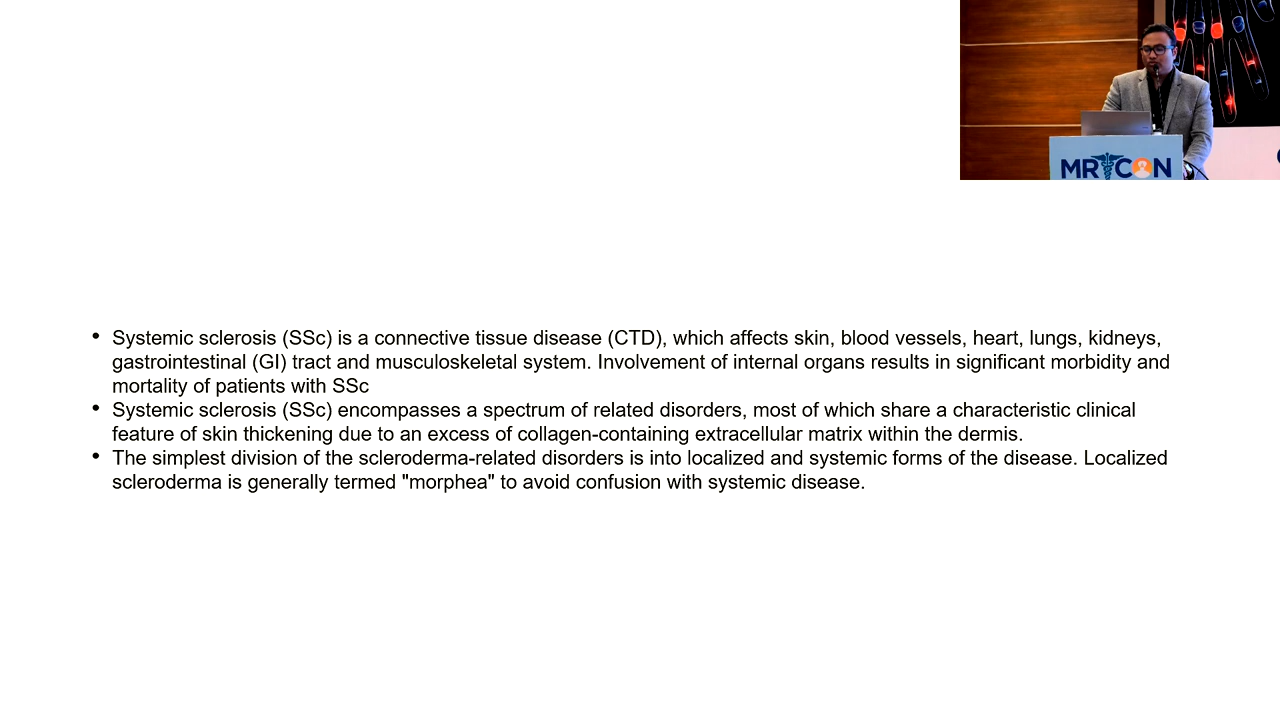 MRCON
• Systemic sclerosis (SSc) is a connective tissue disease (CTD), which affects skin, blood vessels, heart, lungs, kidneys,
gastrointestinal (GI) tract and musculoskeletal system. Involvement of internal organs results in significant morbidity and
mortality of patients with SSc
• Systemic sclerosis (SSc) encompasses a spectrum of related disorders, most of which share a characteristic clinical
feature of skin thickening due to an excess of collagen-containing extracellular matrix within the dermis.
• The simplest division of the scleroderma-related disorders is into localized and systemic forms of the disease. Localized
scleroderma is generally termed "morphea" to avoid confusion with systemic disease.